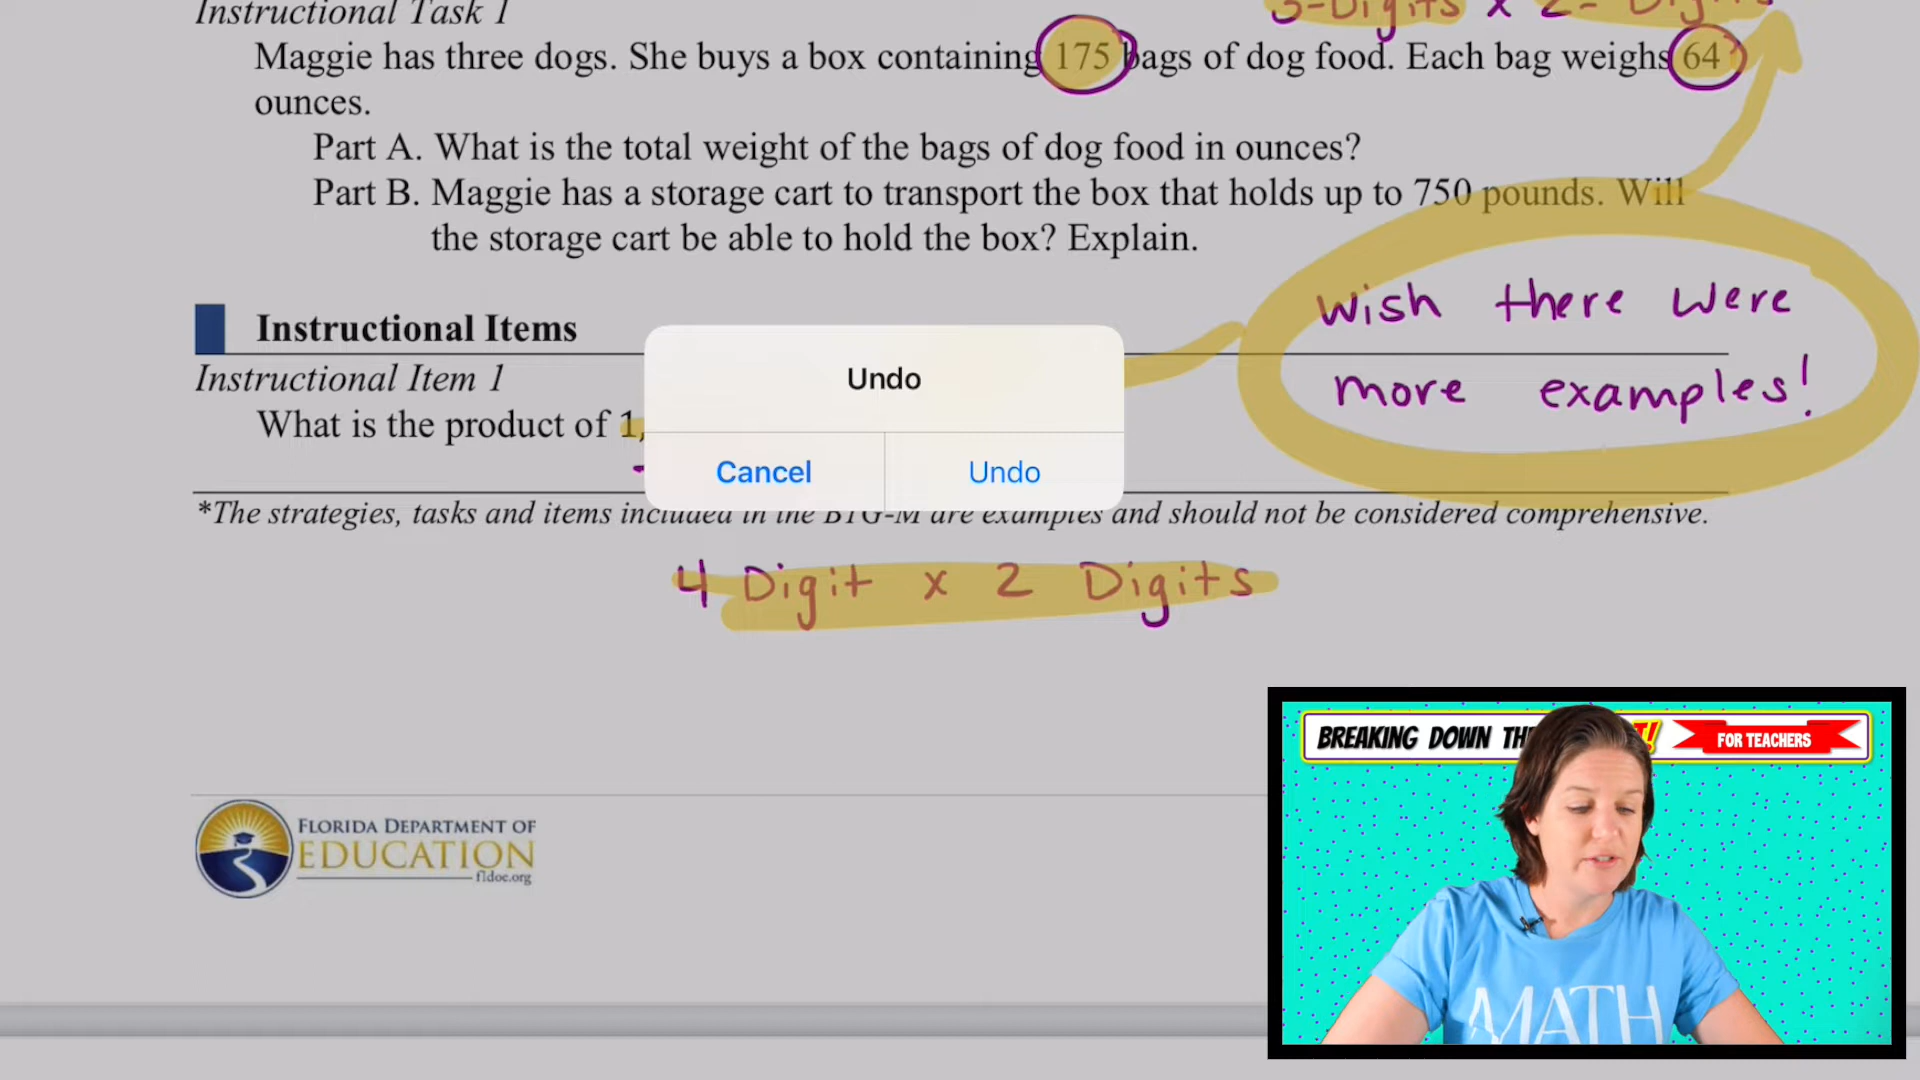 Instructional Task 1
3-Digits x 2-Digits
Maggie has three dogs. She buys a box containing 175 bags of dog food. Each bag weighs 64
ounces.
Part A. What is the total weight of the bags of dog food in ounces?
Part B. Maggie has a storage cart to transport the box that holds up to 750 pounds. Will
the storage cart be able to hold the box? Explain.
Wish there were
more examples!
Instructional Items
Undo
Instructional Item 1
What is the product of 1,
Cancel
Undo
*The strategies, tasks and items included in the B1G-M are examples and should not be considered comprehensive.
4 Digit x 2 Digits
BREAKING DOWN THE
FOR TEACHERS
FLORIDA DEPARTMENT OF
EDUCATION
fldoe.org
MATH